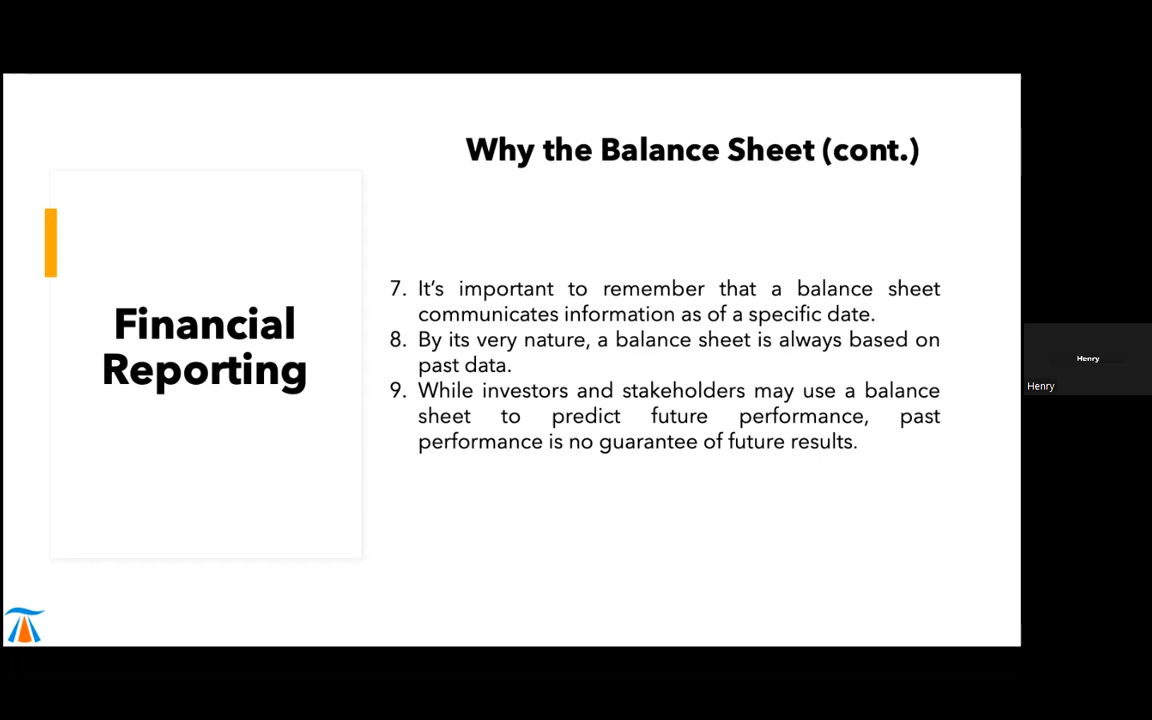 Why the Balance Sheet (cont.)
Financial
Reporting
7. It’s important to remember that a balance sheet
communicates information as of a specific date.
8. By its very nature, a balance sheet is always based on
past data.
9. While investors and stakeholders may use a balance
sheet to predict future performance, past
performance is no guarantee of future results.
Henry
Henry